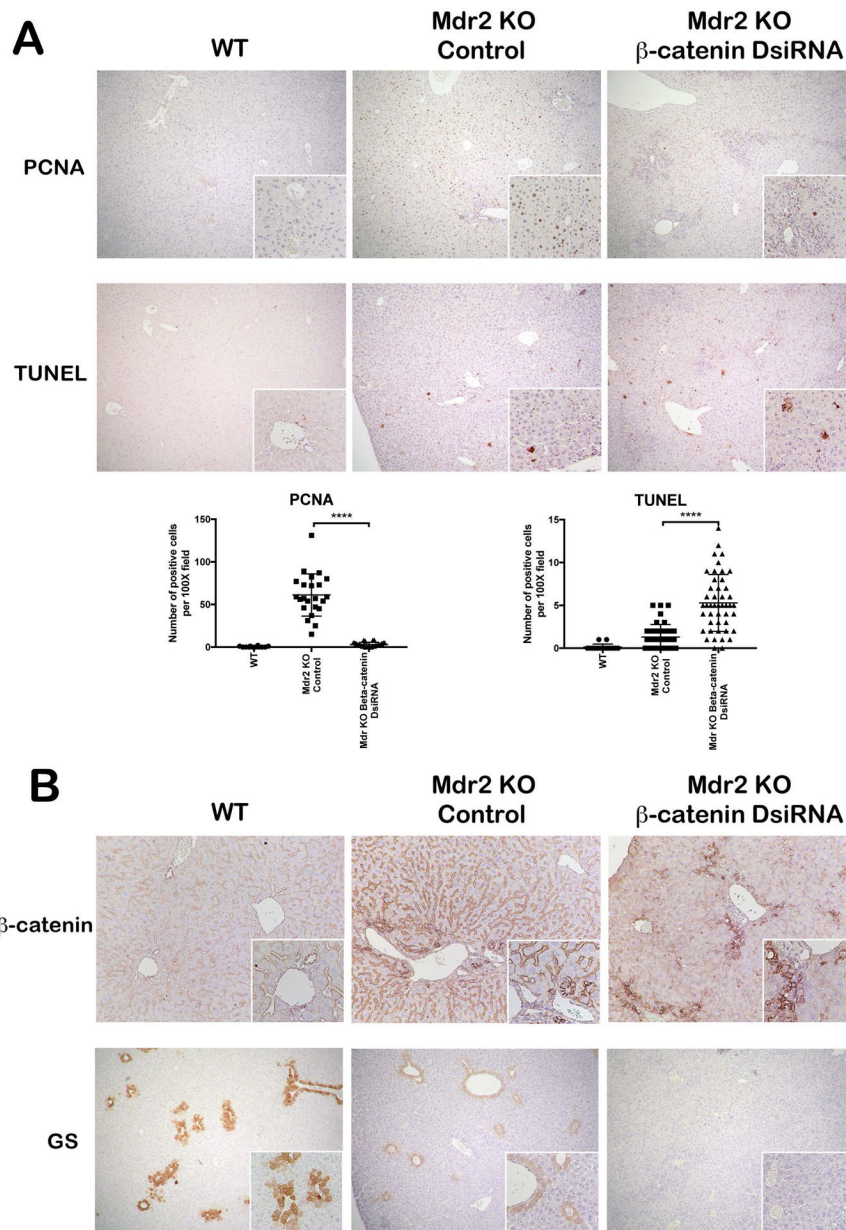 A
WT
Mdr2 KO
Control
Mdr2 KO
β-catenin DsiRNA
PCNA
TUNEL
PCNA
Number of positive cells
per 100X field
150
100
50
0
****
WT
Mdr2 KO
Control
Mdr KO Beta-catenin
DsiRNA
TUNEL
Number of positive cells
per 100X field
15
10
5
0
****
WT
Mdr2 KO
Control
Mdr KO Beta-catenin
DsiRNA
B
WT
Mdr2 KO
Control
Mdr2 KO
β-catenin DsiRNA
β-catenin
GS